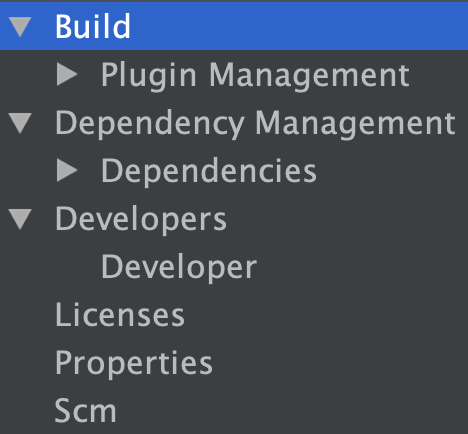 Build
Plugin Management
Dependency Management
Dependencies
Developers
Developer
Licenses
Properties
Scm